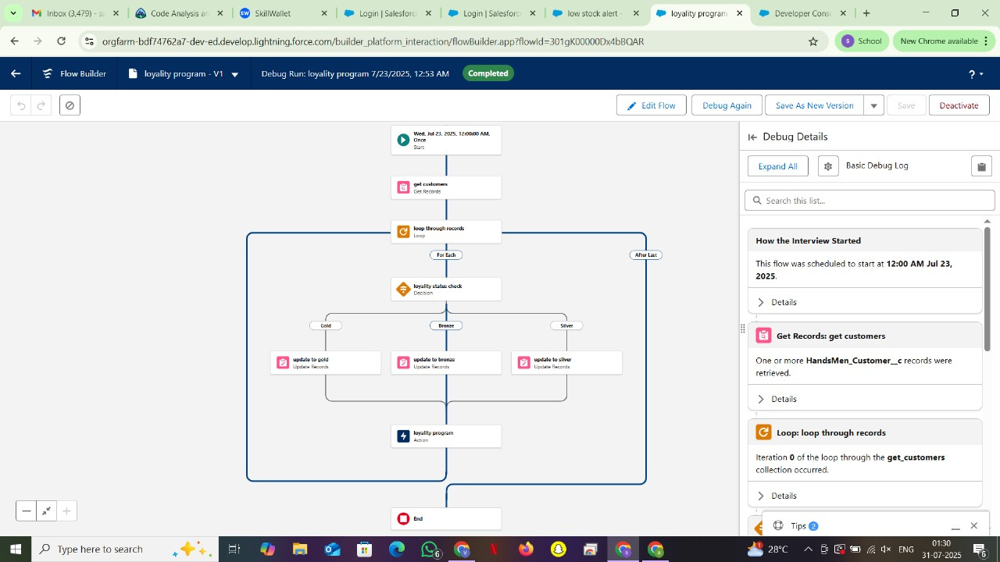 Inbox (3,479) - s
Code Analysis ar
SkillWallet
Login | Salesforc
Login | Salesforc
low stock alert -
loyality program
Developer Cons
orgfarm-bdf74762a7-dev-ed.develop.lightning.force.com/builder_platform_interaction/flowBuilder.app?flowId=301gK00000Dx4bBQAR
S
School
New Chrome available
Flow Builder
loyality program - V1
Debug Run: loyality program 7/23/2025, 12:53 AM
Completed
?
Edit Flow
Debug Again
Save As New Version
Save
Deactivate
Wed, Jul 23, 2025, 12:00:00 AM,
Once
Start
get customers
Get Records
loop through records
Loop
For Each
After Last
loyality status check
Decision
Gold
Bronze
Silver
update to gold
Update Records
update to bronze
Update Records
update to silver
Update Records
loyality program
Action
End
Debug Details
Expand All
Basic Debug Log
Search this list...
How the Interview Started
This flow was scheduled to start at 12:00 AM Jul 23,
2025.
Details
Get Records: get customers
One or more HandsMen_Customer__c records were
retrieved.
Details
Loop: loop through records
Iteration 0 of the loop through the get_customers
collection occurred.
Details
Tips 2
Type here to search
6
28°C
ENG
01:30
31-07-2025